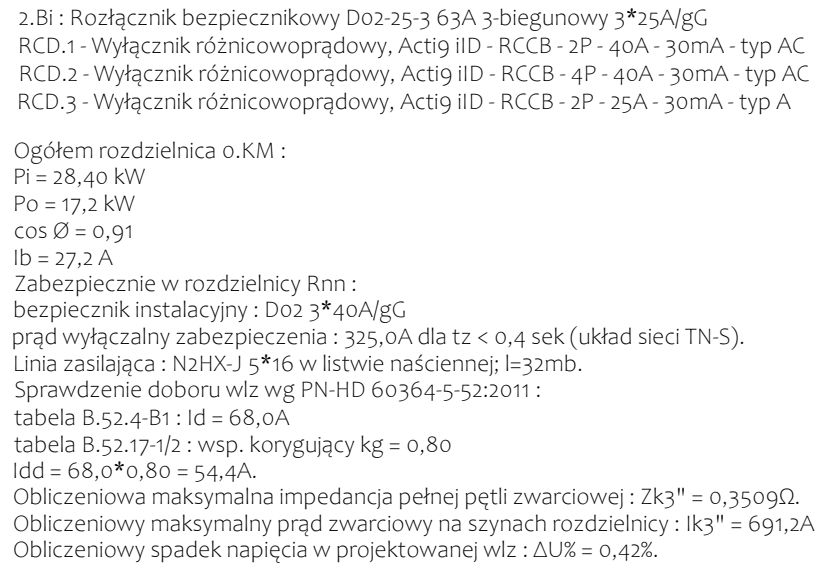 2.Bi : Rozłącznik bezpiecznikowy D02-25-3 63A 3-biegunowy 3*25A/gG
RCD.1 - Wyłącznik różnicowoprądowy, Acti9 iID - RCCB - 2P - 40A - 30mA - typ AC
RCD.2 - Wyłącznik różnicowoprądowy, Acti9 iID - RCCB - 4P - 40A - 30mA - typ AC
RCD.3 - Wyłącznik różnicowoprądowy, Acti9 iID - RCCB - 2P - 25A - 30mA - typ A
Ogółem rozdzielnica 0.KM :
Pi = 28,40 kW
Po = 17,2 kW
cos Ø = 0,91
Ib = 27,2 A
Zabezpiecznie w rozdzielnicy Rnn :
bezpiecznik instalacyjny : D02 3*40A/gG
prąd wyłączalny zabezpieczenia : 325,0A dla tz < 0,4 sek (układ sieci TN-S).
Linia zasilająca : N2HX-J 5*16 w listwie naściennej; l=32mb.
Sprawdzenie doboru wlz wg PN-HD 60364-5-52:2011 :
tabela B.52.4-B1 : Id = 68,0A
tabela B.52.17-1/2 : wsp. korygujący kg = 0,80
Idd = 68,0*0,80 = 54,4A.
Obliczeniowa maksymalna impedancja pełnej pętli zwarciowej : Zk3" = 0,3509Ω.
Obliczeniowy maksymalny prąd zwarciowy na szynach rozdzielnicy : Ik3" = 691,2A
Obliczeniowy spadek napięcia w projektowanej wlz : ΔU% = 0,42%.